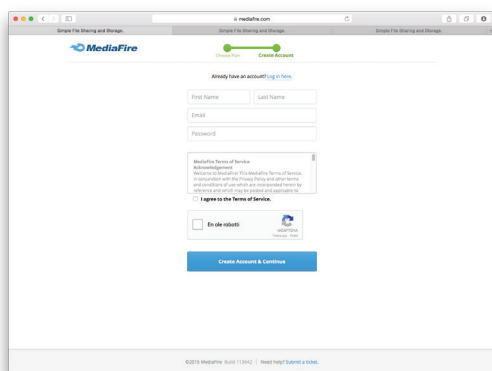 mediafire.com
Simple File Sharing and Storage.
Simple File Sharing and Storage.
Simple File Sharing and Storage.
MediaFire
Choose Plan
Create Account
Already have an account? Log in here.
First Name
Last Name
Email
Password
MediaFire Terms of Service
Acknowledgement
Welcome to MediaFire! This MediaFire Terms of Service,
in conjunction with the Privacy Policy and other terms
and conditions of use which are incorporated herein by
reference and which may be posted and applicable to
I agree to the Terms of Service.
En ole robotti
reCAPTCHA
Create Account & Continue
©2015 MediaFire Build 113642 | Need help? Submit a ticket.